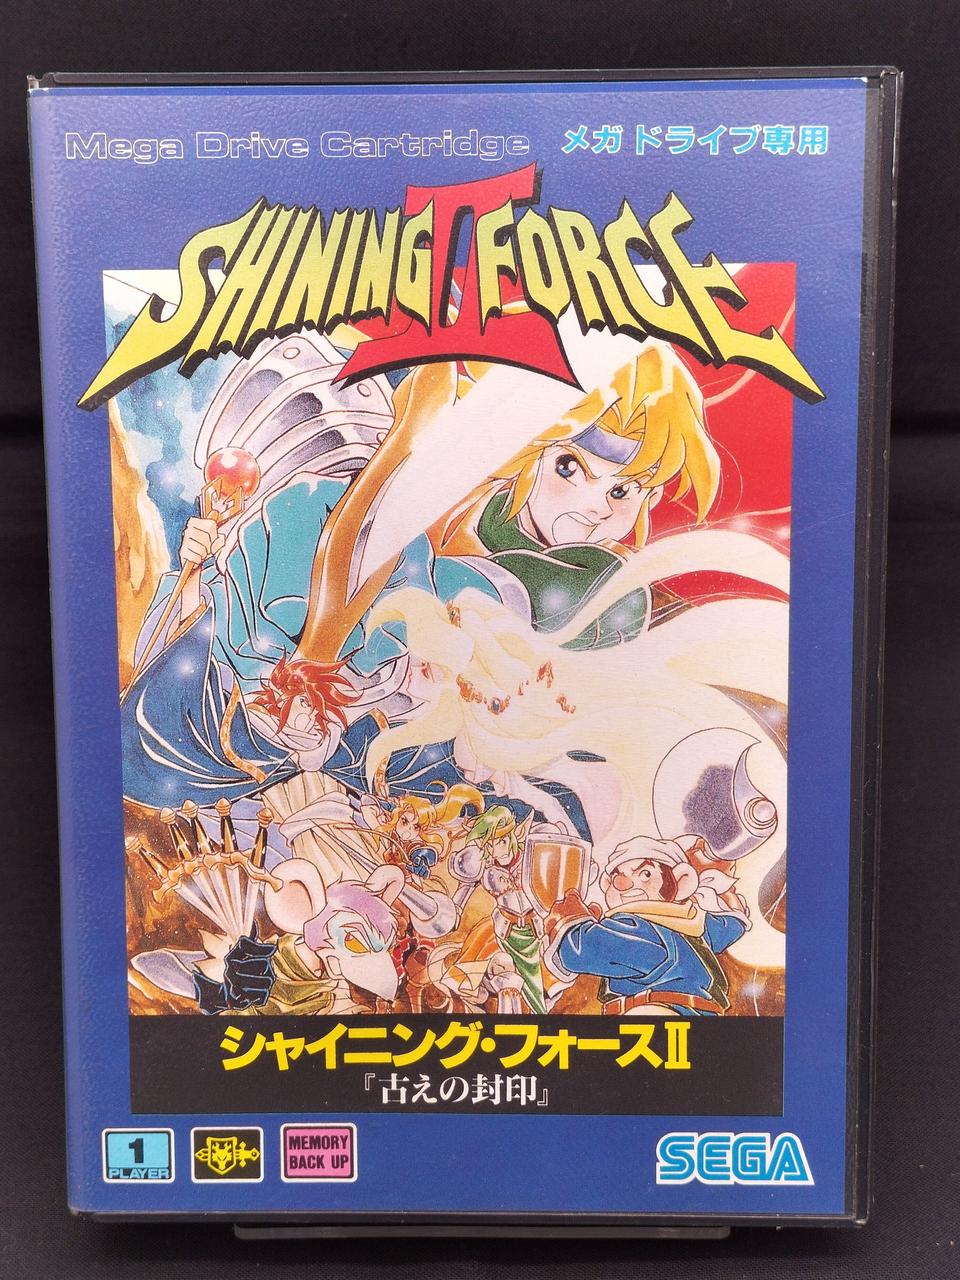 Mega Drive Cartridge メガドライブ専用
SHINING FORCE II
シャイニング・フォースII
『古えの封印』
1 PLAYER
MEMORY BACK UP
SEGA